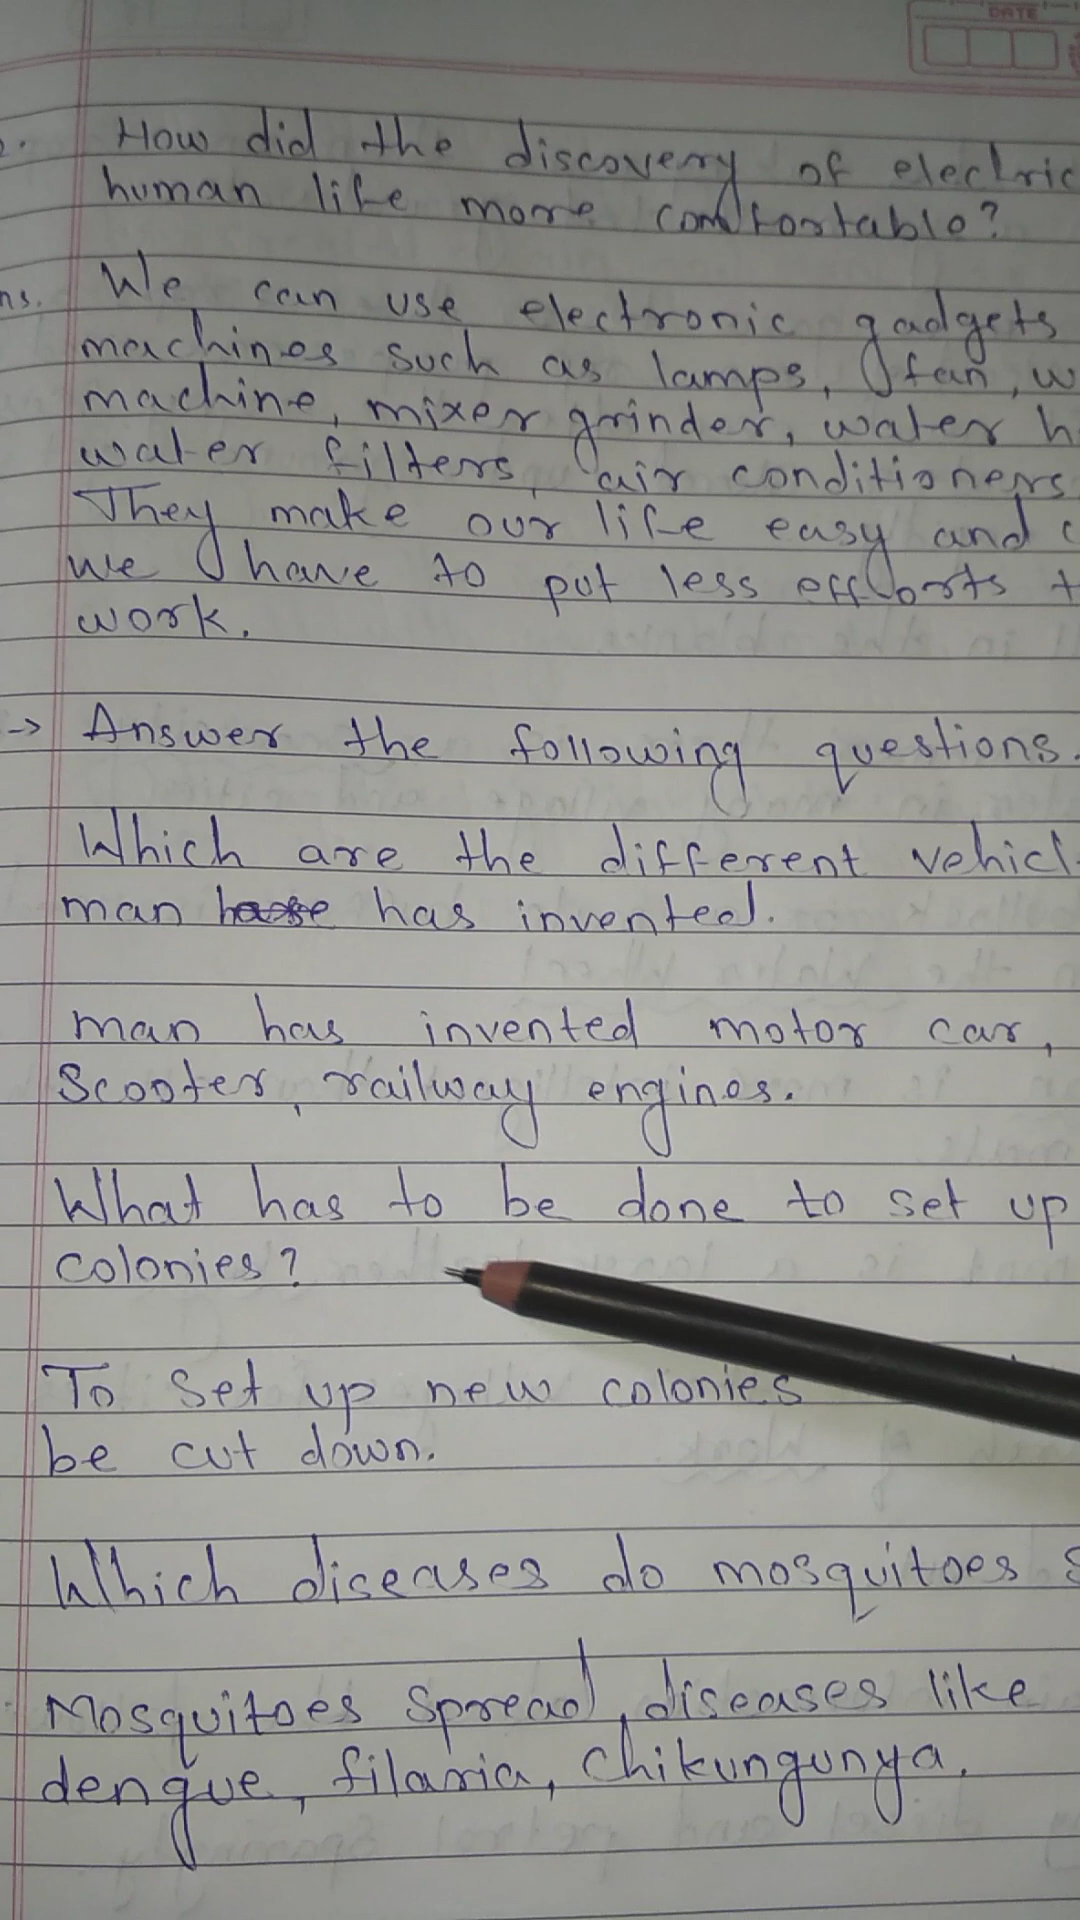 DATE
How did the discovery of electric
human life more comfortable?
ns. We can use electronic gadgets
machines such as lamps, fan, w
machine, mixer grinder, water h
water filters, air conditioners
They make our life easy and c
we have to put less efforts t
work.
-> Answer the following questions.
Which are the different vehicl
man has invented.
man has invented motor car,
Scooter, railway engines.
What has to be done to set up
colonies?
To set up new colonies
be cut down.
Which diseases do mosquitoes s
Mosquitoes spread diseases like
dengue, filaria, chikungunya.